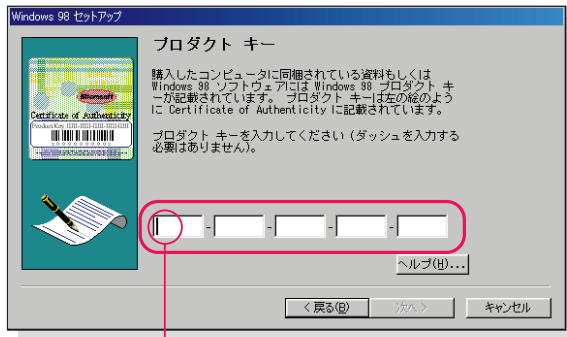 Windows 98 セットアップ
プロダクト キー
購入したコンピュータに同梱されている資料もしくは
Windows 98 ソフトウェアには Windows 98 プロダクト キ
ーが記載されています。 プロダクト キーは左の絵のよう
に Certificate of Authenticity に記載されています。
プロダクト キーを入力してください (ダッシュを入力する
必要はありません)。
Microsoft
Certificate of Authenticity
- - - -
ヘルプ(H)...
< 戻る(B)
次へ >
キャンセル